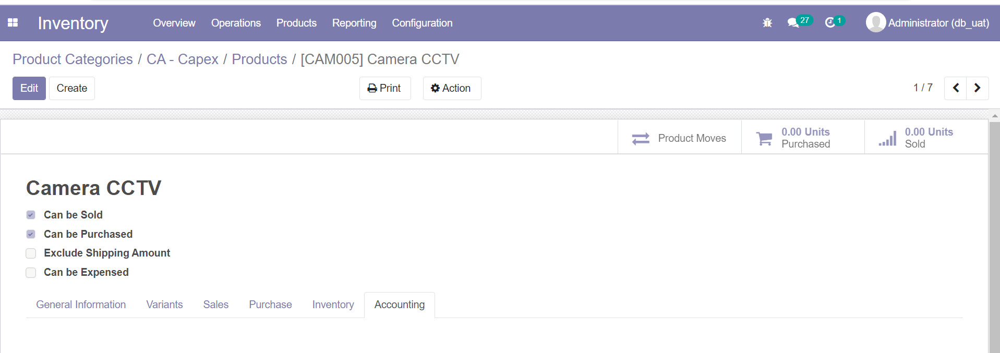 Inventory Overview Operations Products Reporting Configuration 27 1 Administrator (db_uat)
Product Categories / CA - Capex / Products / [CAM005] Camera CCTV
Edit Create Print Action 1 / 7
Product Moves 0.00 Units Purchased 0.00 Units Sold
Camera CCTV
Can be Sold
Can be Purchased
Exclude Shipping Amount
Can be Expensed
General Information Variants Sales Purchase Inventory Accounting